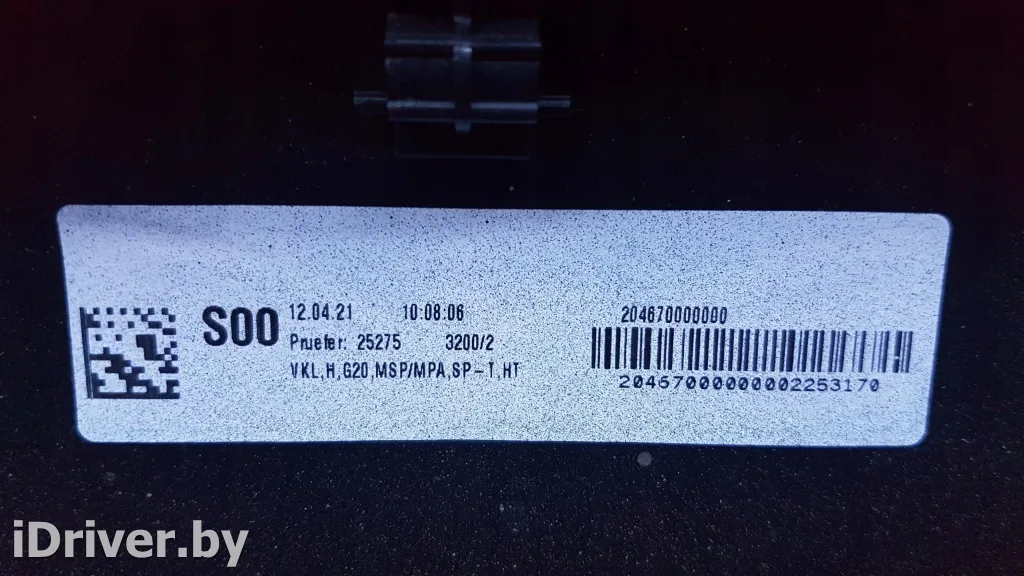 S00
12.04.21 10:08:06
Pruefer: 25275 3200/2
VKL,H,G20,MSP/MPA,SP-T,HT
204670000000
20467000000002253170
iDriver.by